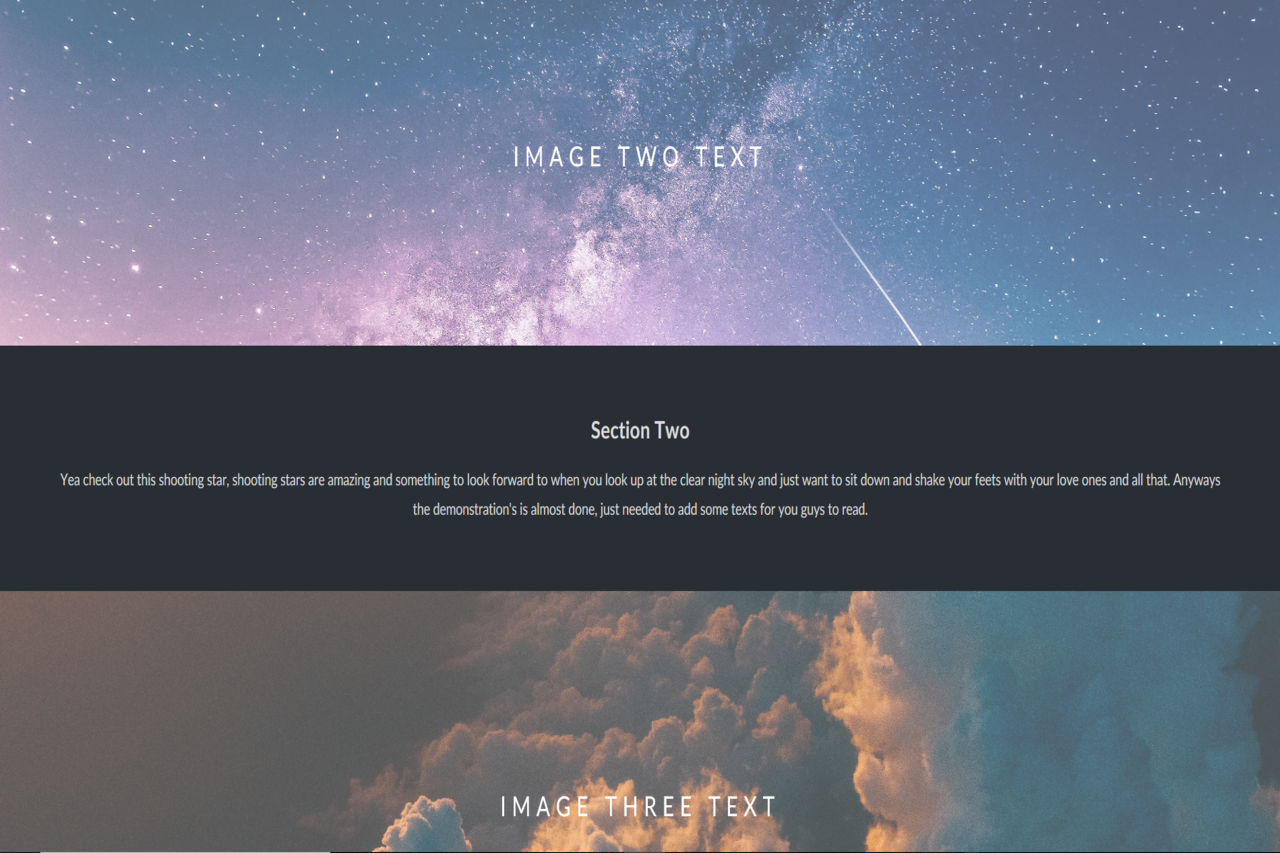 IMAGE TWO TEXT
Section Two
Yea check out this shooting star, shooting stars are amazing and something to look forward to when you look up at the clear night sky and just want to sit down and shake your feets with your love ones and all that. Anyways
the demonstration's is almost done, just needed to add some texts for you guys to read.
IMAGE THREE TEXT